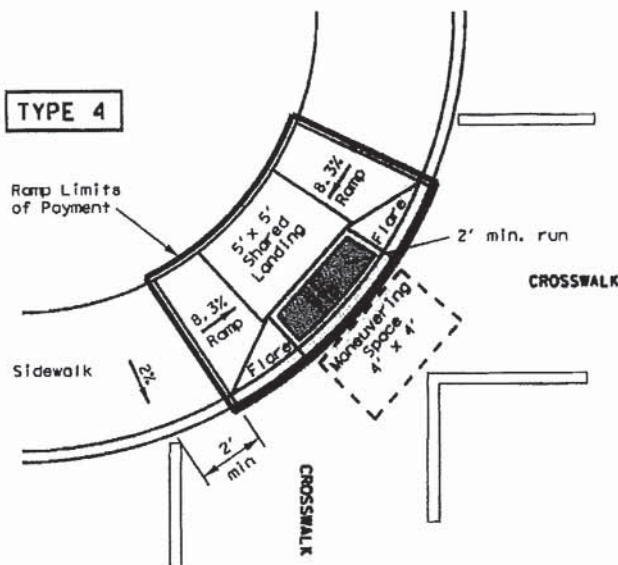 TYPE 4
Ramp Limits
of Payment
8.3%
Ramp
5' x 5'
Shared
Landing
Flare
2' min. run
CROSSWALK
8.3%
Ramp
Flare
Maneuvering
Space
4' x 4'
Sidewalk
2%
2'
min
CROSSWALK